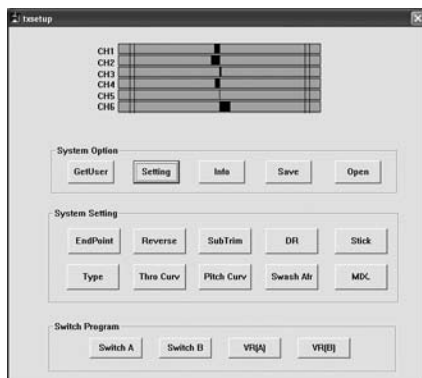 txsetup
CH1
CH2
CH3
CH4
CH5
CH6
System Option
GetUser Setting Info Save Open
System Setting
EndPoint Reverse SubTrim DR Stick
Type Thro Curv Pitch Curv Swash Afr MIX.
Switch Program
Switch A Switch B VR(A) VR(B)